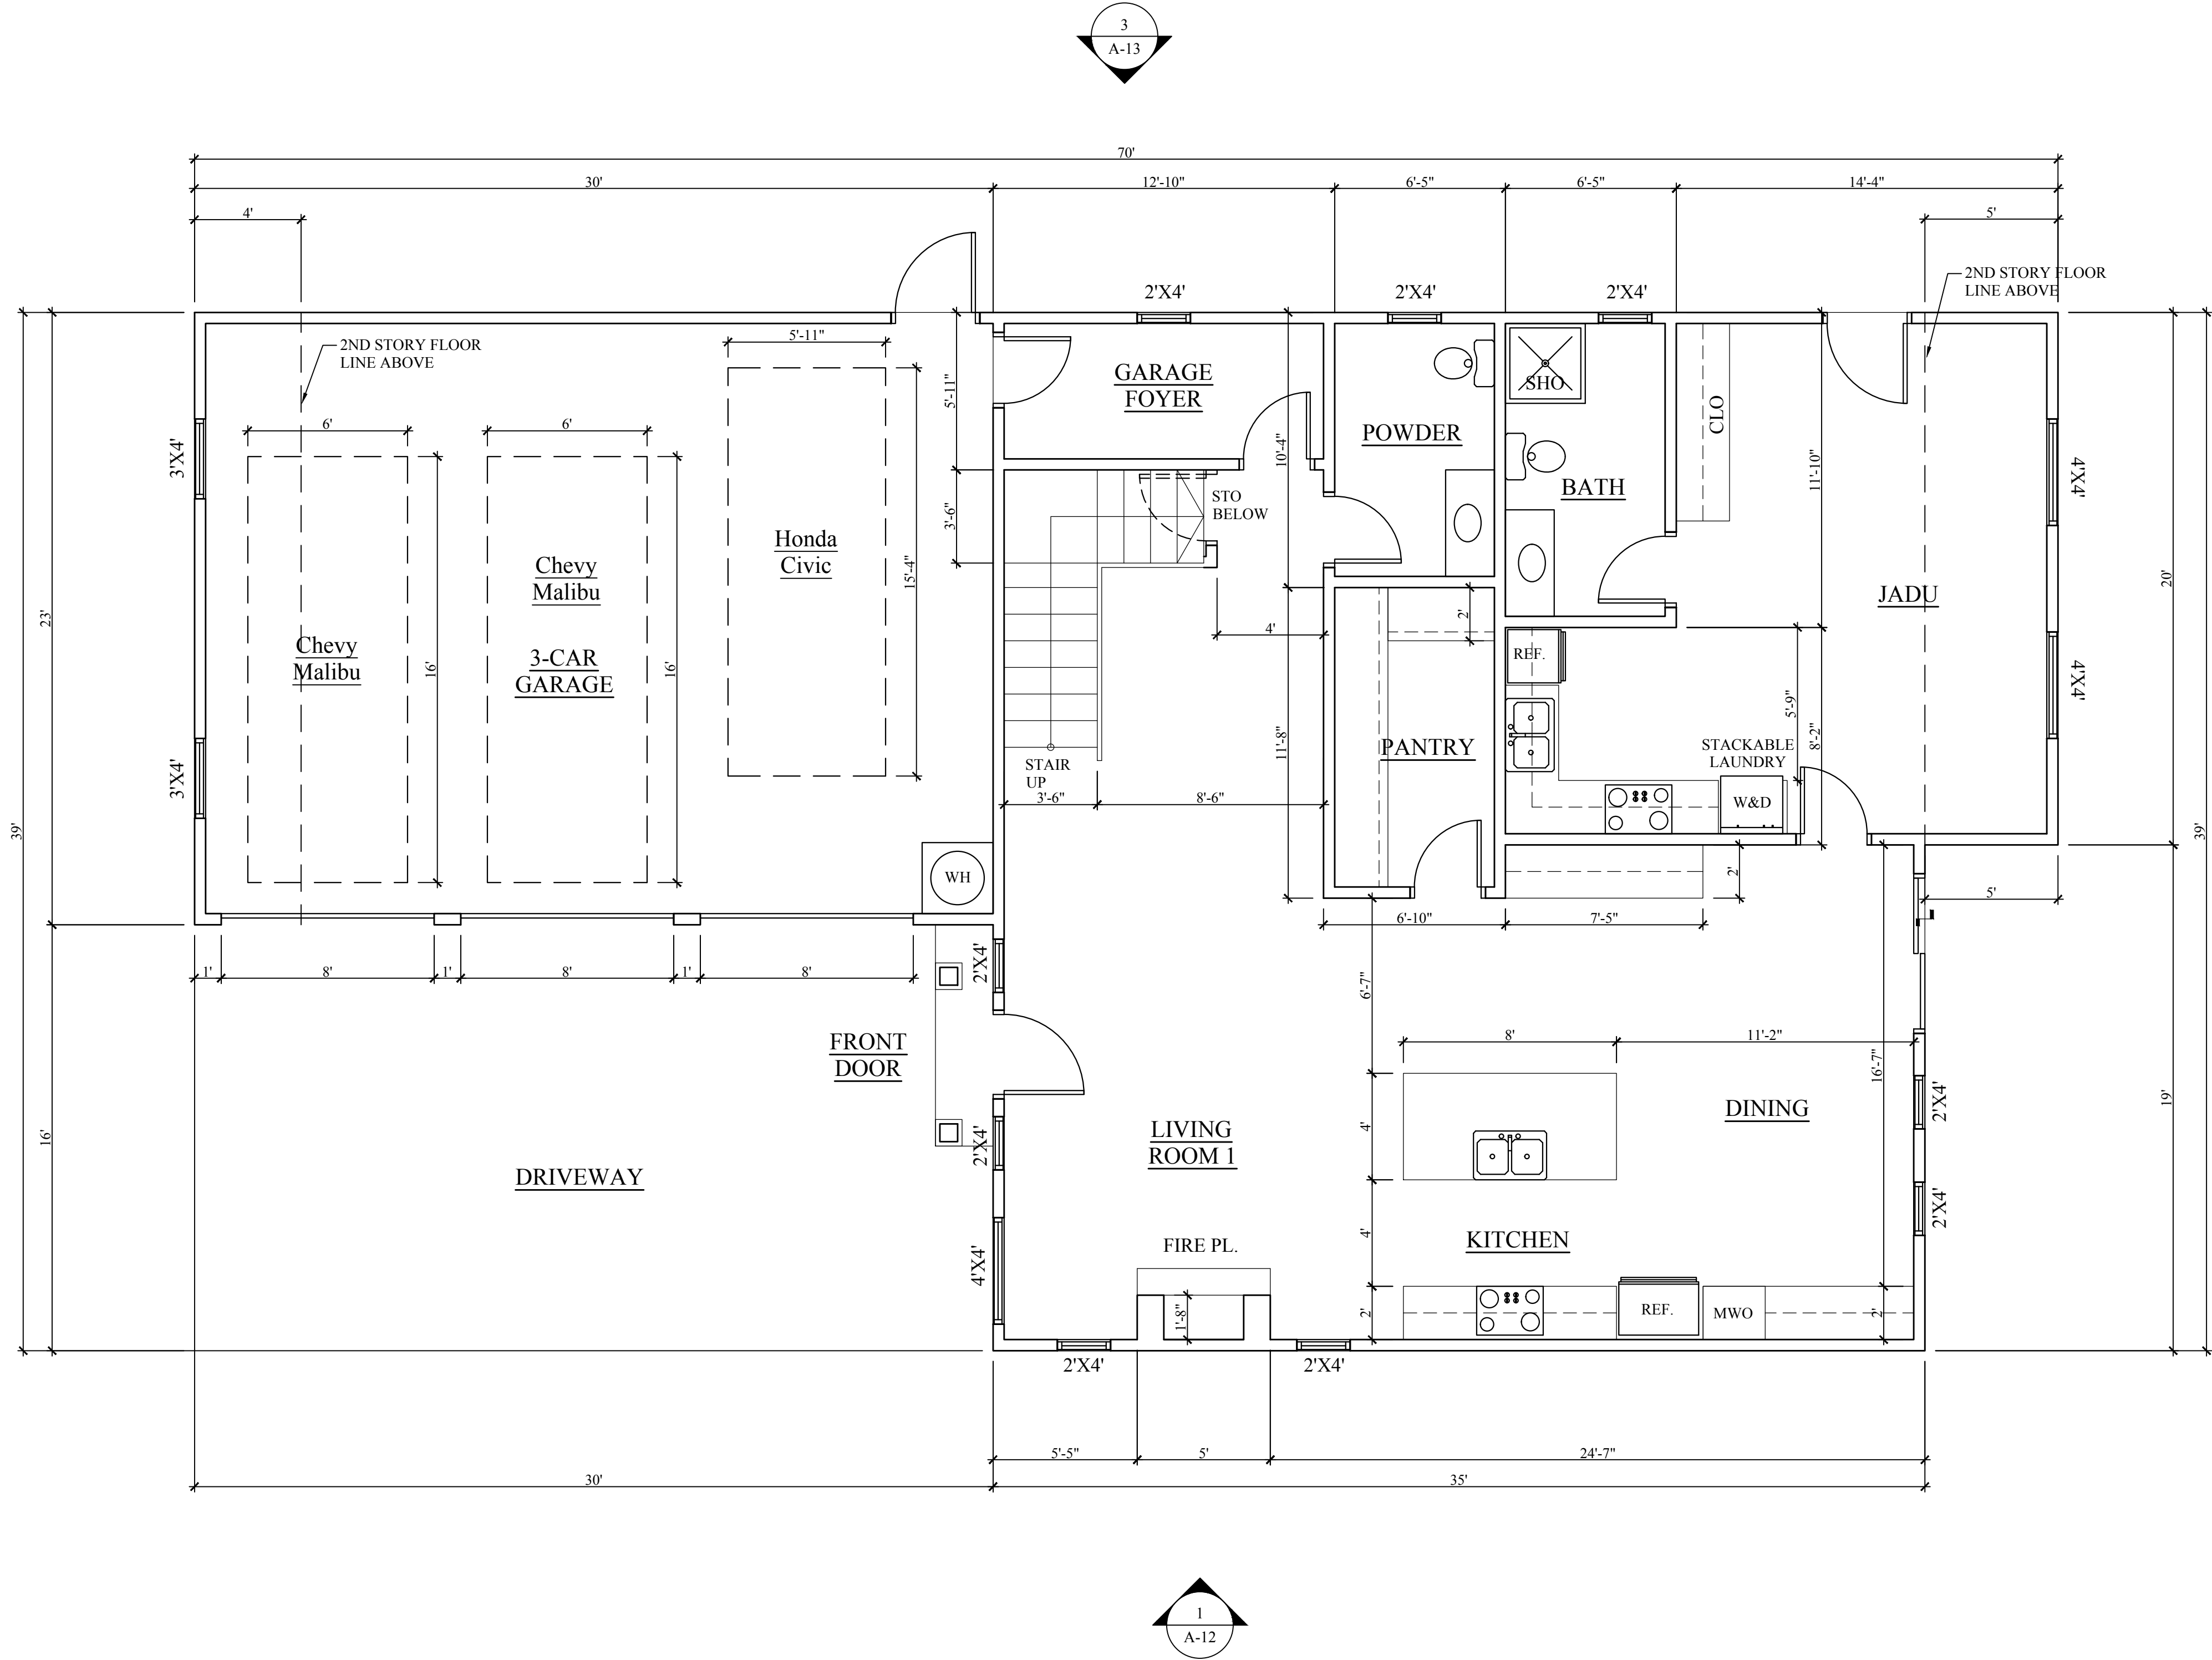 3
A-13
70'
30'
12'-10"
6'-5"
6'-5"
14'-4"
4'
5'
2'X4'
2'X4'
2'X4'
2ND STORY FLOOR
LINE ABOVE
2ND STORY FLOOR
LINE ABOVE
5'-11"
GARAGE
FOYER
SHO
CLO
5'-11"
POWDER
10'-4"
11'-10"
6'
6'
3'X4'
4'X4'
BATH
STO
BELOW
3'-6"
Honda
Civic
Chevy
Malibu
15'-4"
JADU
20'
23'
2'
4'
Chevy
Malibu
3-CAR
GARAGE
16'
16'
REF.
4'X4'
5'-9"
8'-2"
11'-8"
PANTRY
STACKABLE
LAUNDRY
STAIR
UP
3'X4'
3'-6"
8'-6"
W&D
39'
39'
WH
2'
5'
6'-10"
7'-5"
1'
8'
1'
8'
1'
8'
2'X4'
6'-7"
FRONT
DOOR
8'
11'-2"
16'-7"
2'X4'
19'
16'
DINING
4'
LIVING
ROOM 1
2'X4'
DRIVEWAY
2'X4'
KITCHEN
4'
FIRE PL.
4'X4'
1'-8"
2'
REF.
MWO
2'
2'X4'
2'X4'
5'-5"
5'
24'-7"
30'
35'
1
A-12